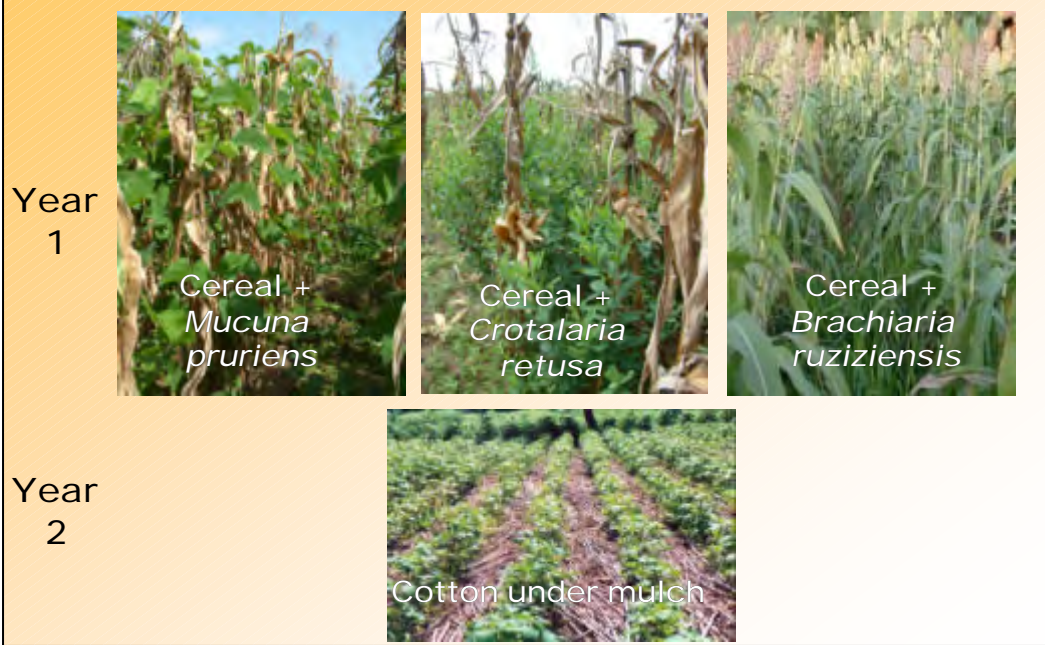 Year
1
Cereal +
Mucuna
pruriens
Cereal +
Crotalaria
retusa
Cereal +
Brachiaria
ruziziensis
Year
2
Cotton under mulch